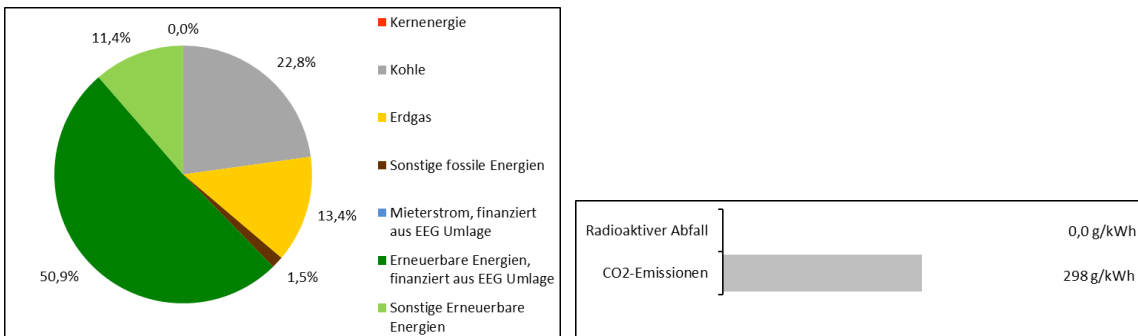 0,0%
11,4%
22,8%
13,4%
1,5%
50,9%
Kernenergie
Kohle
Erdgas
Sonstige fossile Energien
Mieterstrom, finanziert
aus EEG Umlage
Erneuerbare Energien,
finanziert aus EEG Umlage
Sonstige Erneuerbare
Energien
Radioaktiver Abfall 0,0 g/kWh
CO2-Emissionen 298 g/kWh